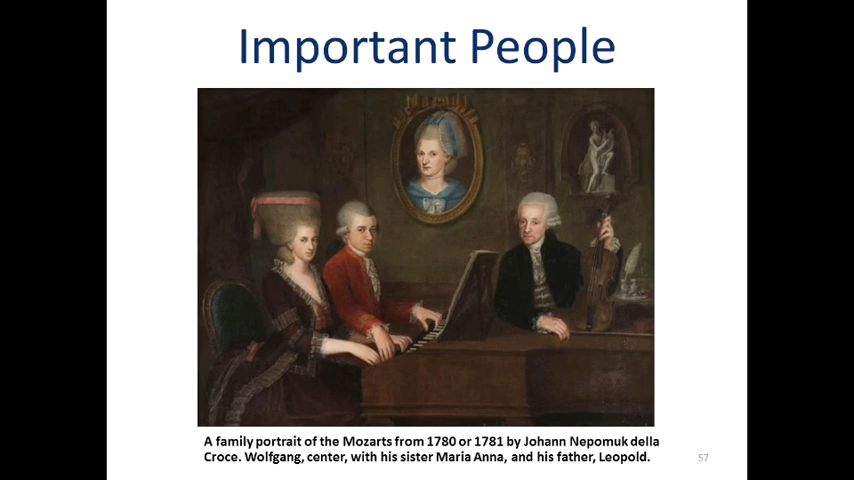 Important People
A family portrait of the Mozarts from 1780 or 1781 by Johann Nepomuk della
Croce. Wolfgang, center, with his sister Maria Anna, and his father, Leopold.
57